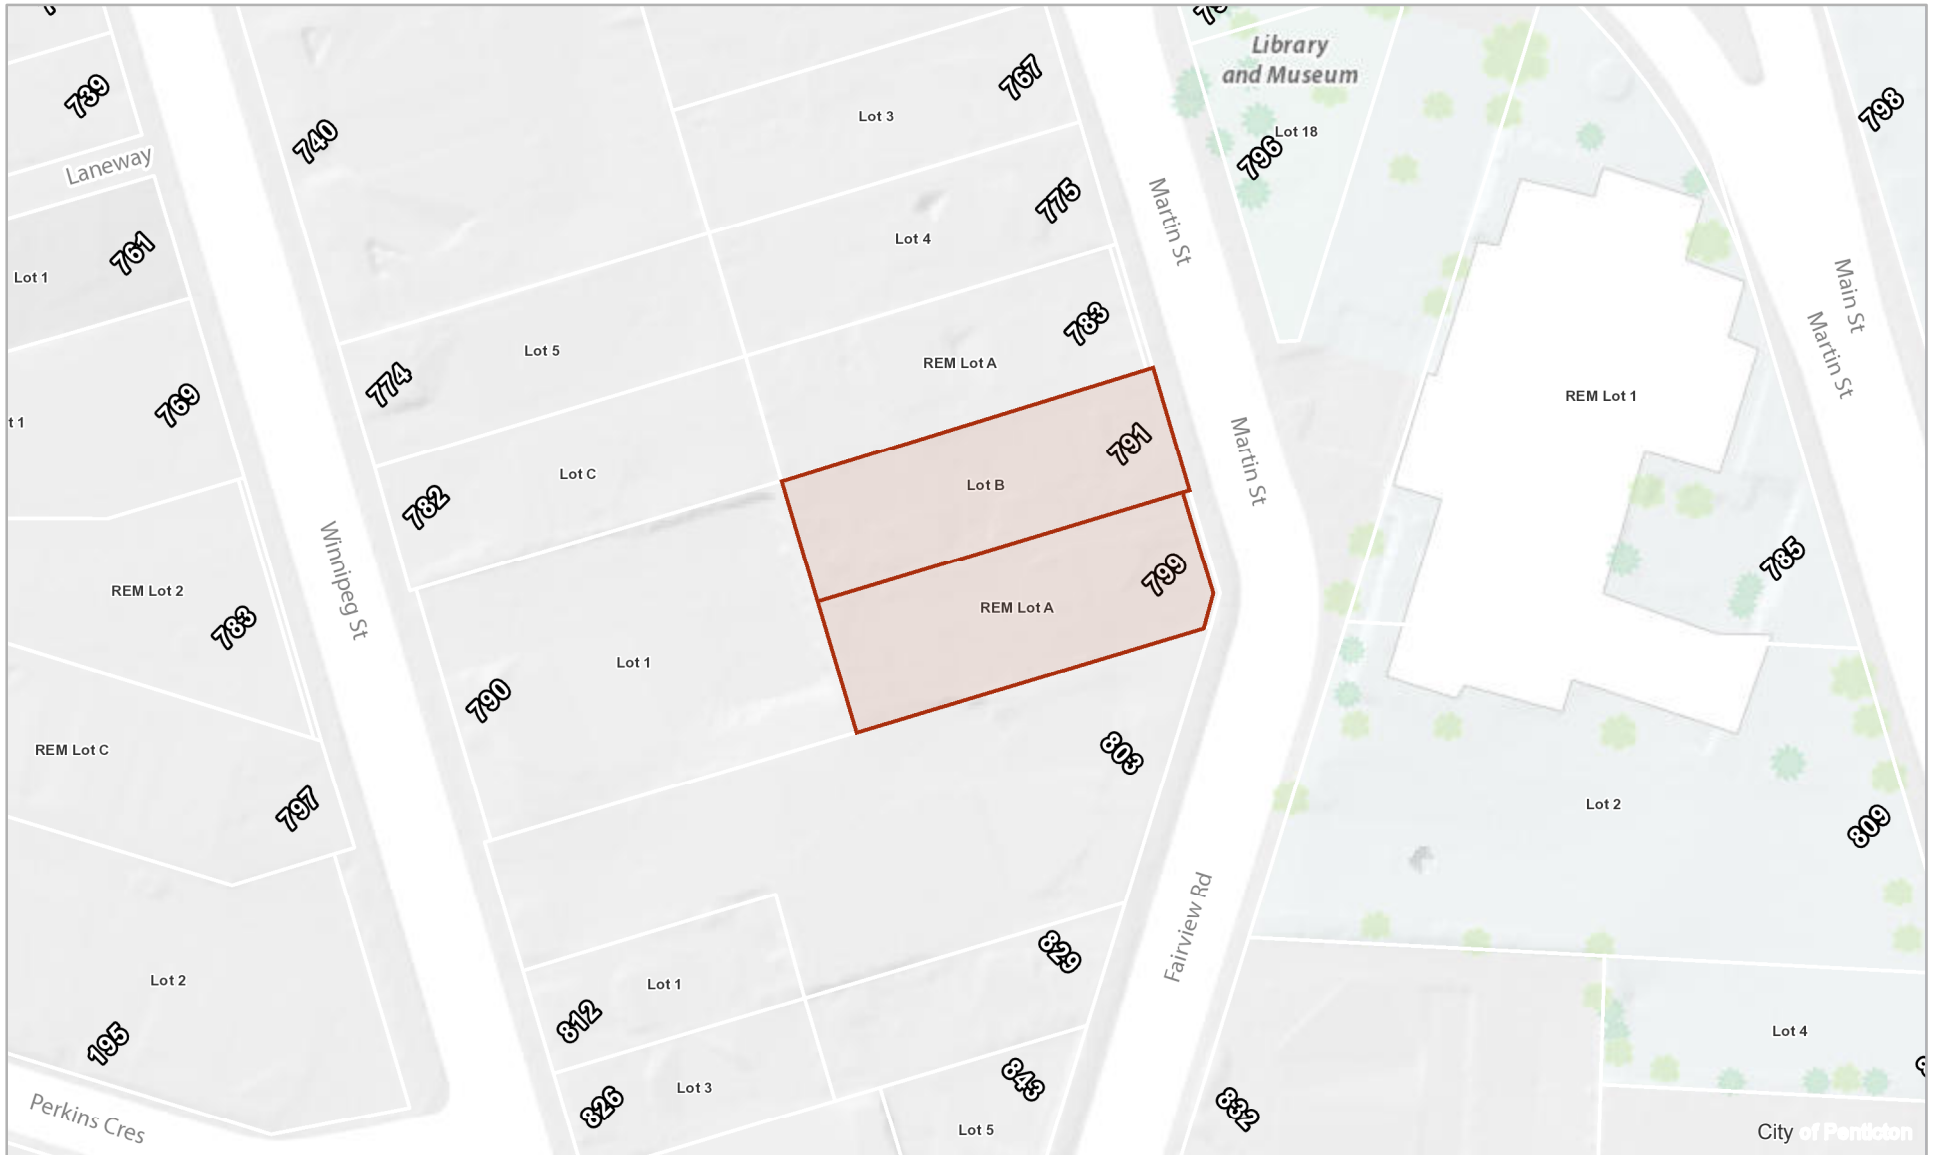 739
740
Laneway
761
Lot 1
769
t 1
774
Lot 5
782
Lot C
REM Lot 2
783
Winnipeg St
790
Lot 1
REM Lot C
797
Lot 2
195
Perkins Cres
767
Lot 3
775
Lot 4
783
REM Lot A
791
Lot B
799
REM Lot A
803
Lot 1
812
829
Lot 3
826
843
Lot 5
Martin St
Martin St
Fairview Rd
832
Library
and Museum
Lot 18
796
REM Lot 1
785
Main St
Martin St
798
Lot 2
809
Lot 4
City of Penticton